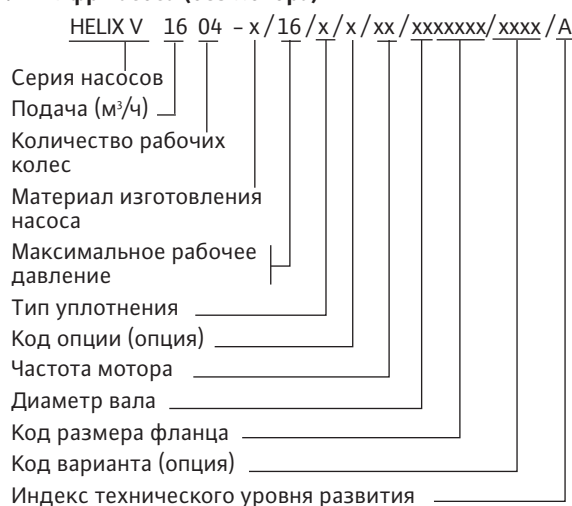 HELIX V 16 04 – x / 16 / x / x / xx / xxxxxxx / xxxx / A
Серия насосов
Подача (м³/ч)
Количество рабочих
колес
Материал изготовления
насоса
Максимальное рабочее
давление
Тип уплотнения
Код опции (опция)
Частота мотора
Диаметр вала
Код размера фланца
Код варианта (опция)
Индекс технического уровня развития